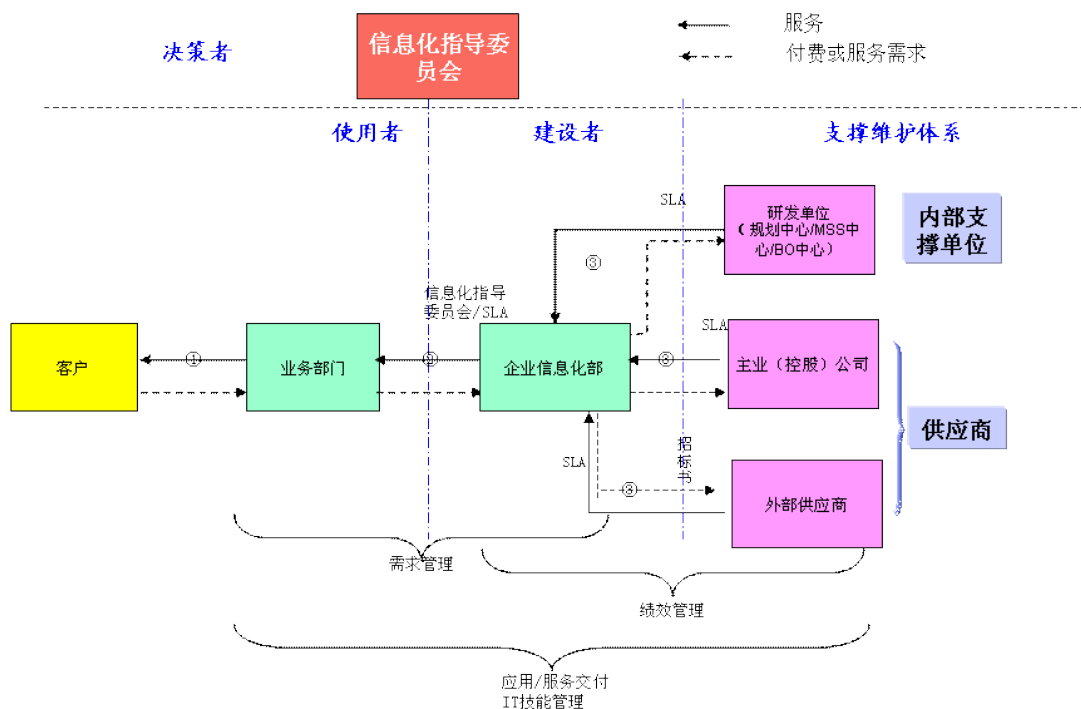 决策者
信息化指导委
员会
服务
付费或服务需求
使用者
建设者
支撑维护体系
SLA
研发单位
（规划中心/MSS中
心/BO中心）
内部支
撑单位
③
信息化指导
委员会/SLA
SLA
客户
①
业务部门
②
企业信息化部
③
主业（控股）公司
供应商
招标书
SLA
③
外部供应商
需求管理
绩效管理
应用/服务交付
IT技能管理